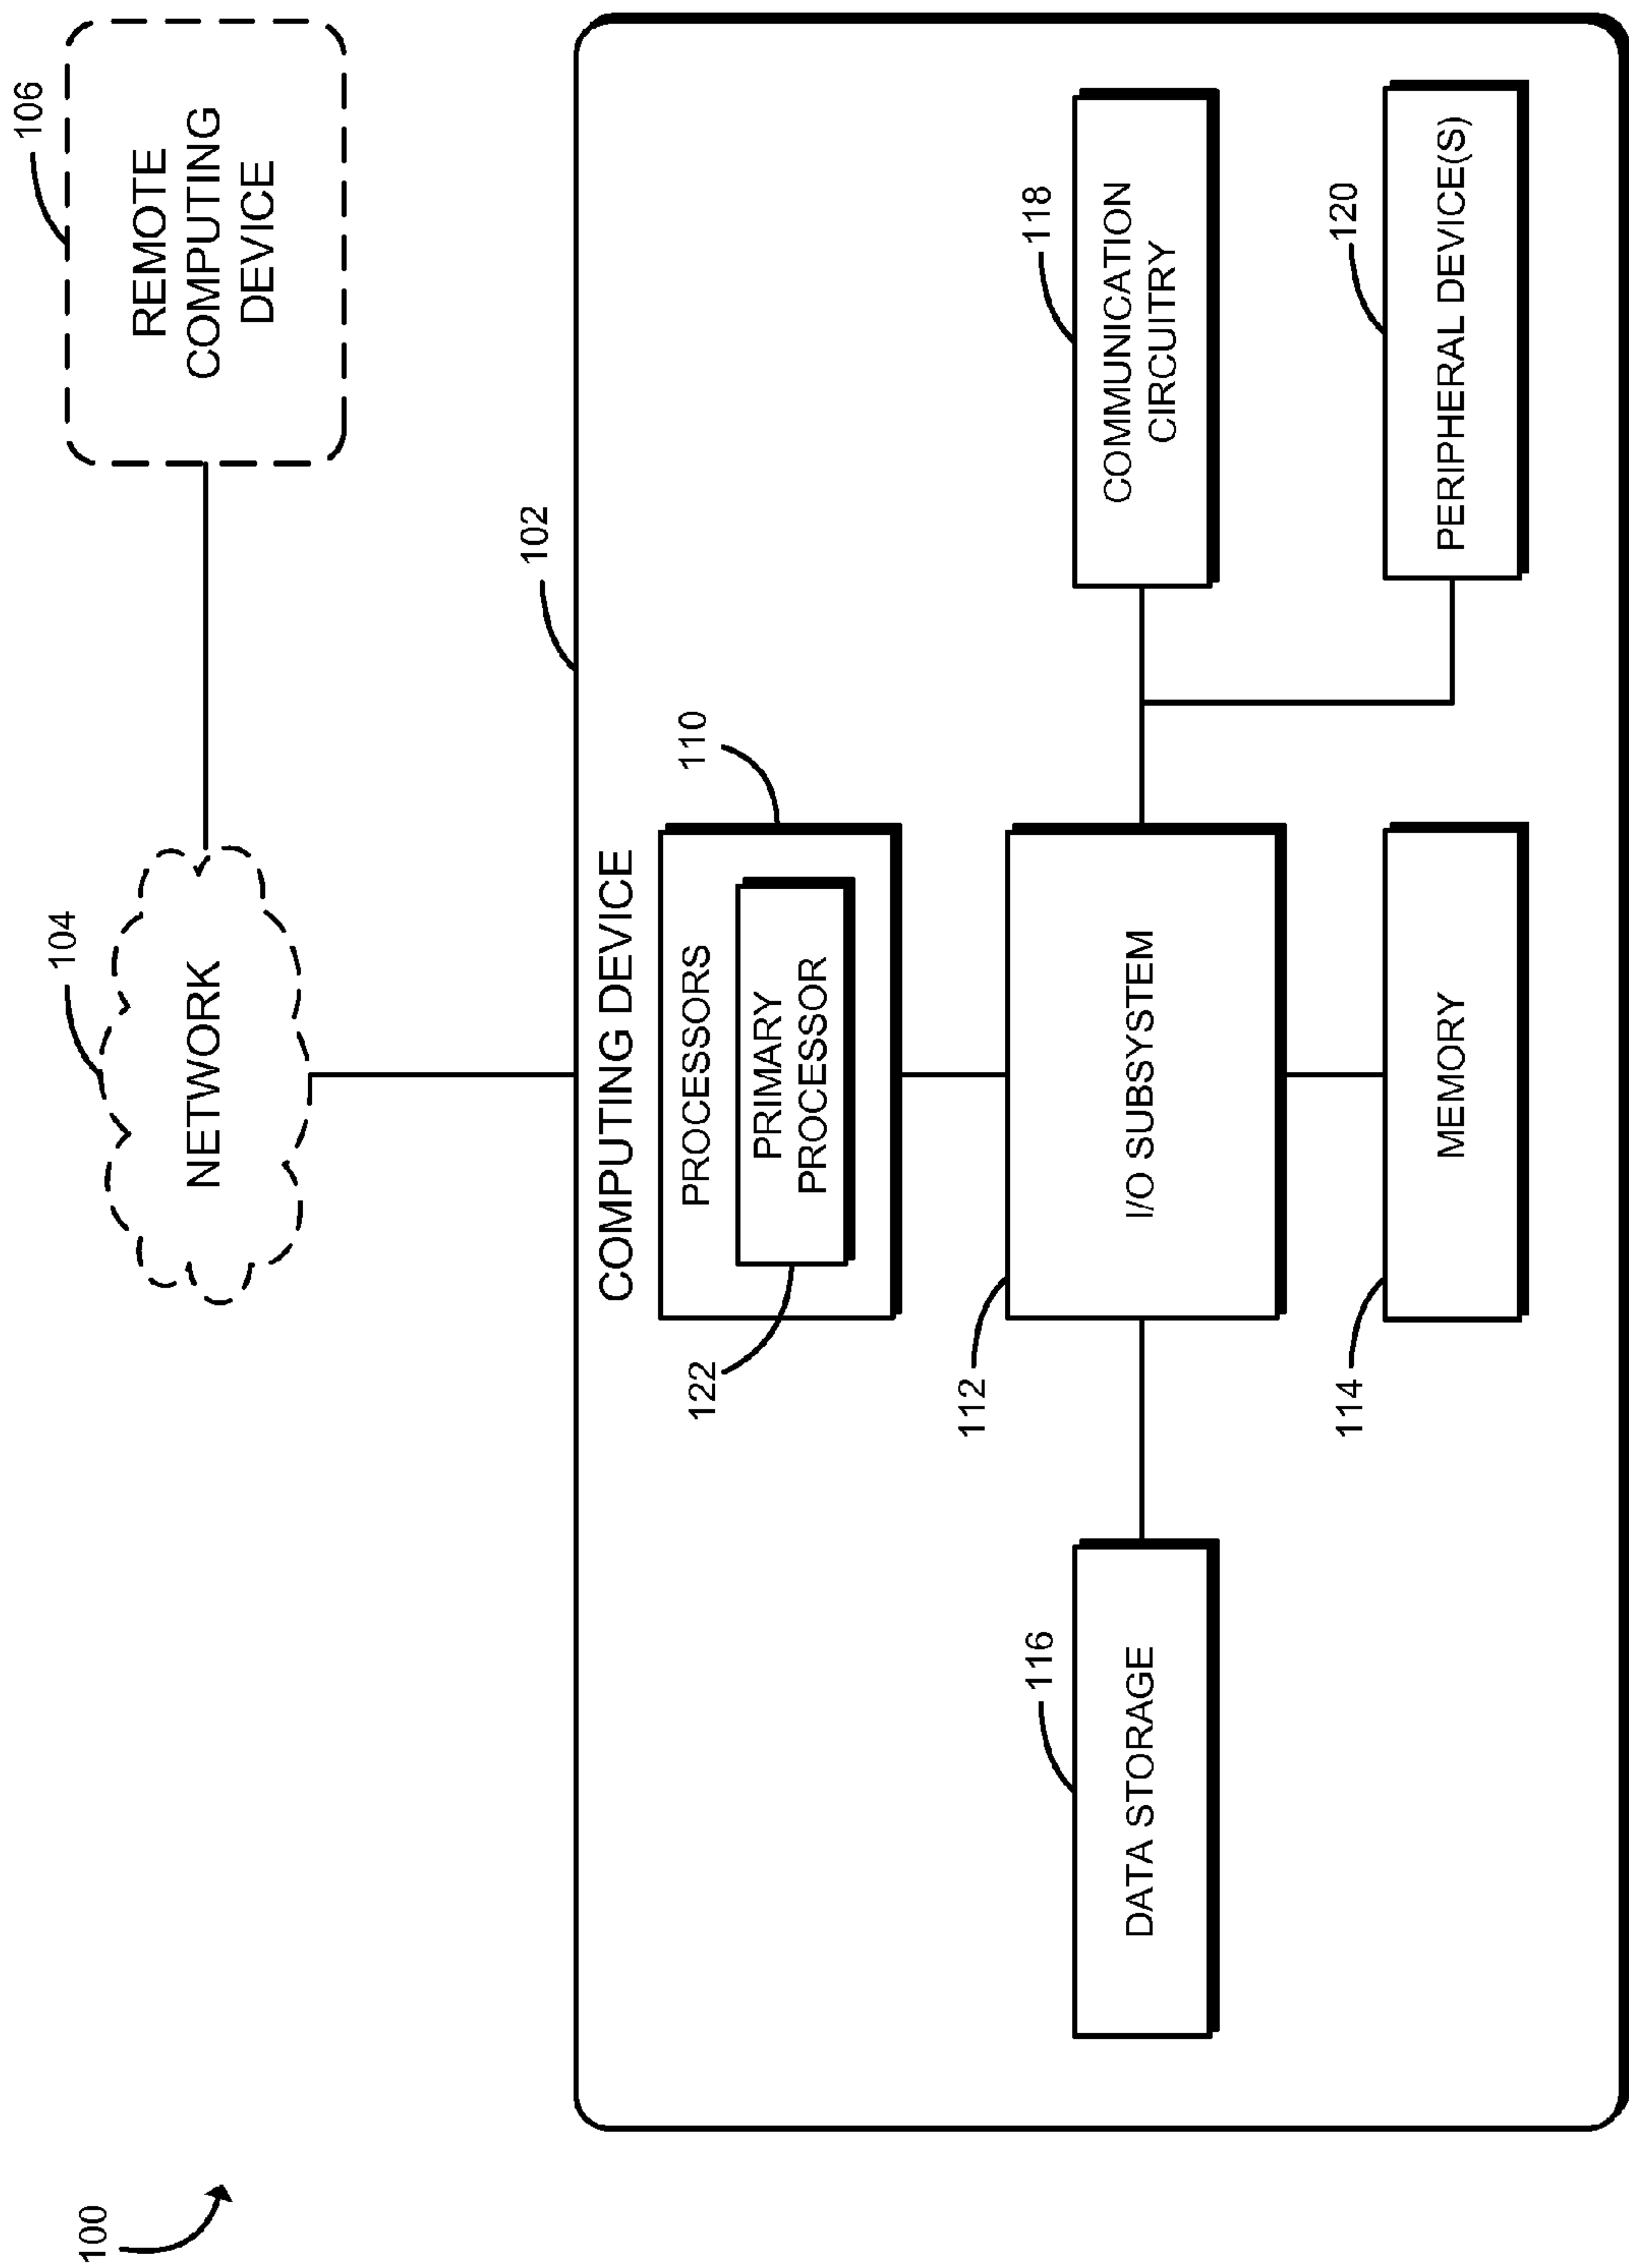 100
104
NETWORK
106
REMOTE
COMPUTING
DEVICE
102
COMPUTING DEVICE
PROCESSORS
110
PRIMARY
PROCESSOR
122
116
DATA STORAGE
112
I/O SUBSYSTEM
118
COMMUNICATION
CIRCUITRY
114
MEMORY
120
PERIPHERAL DEVICE(S)